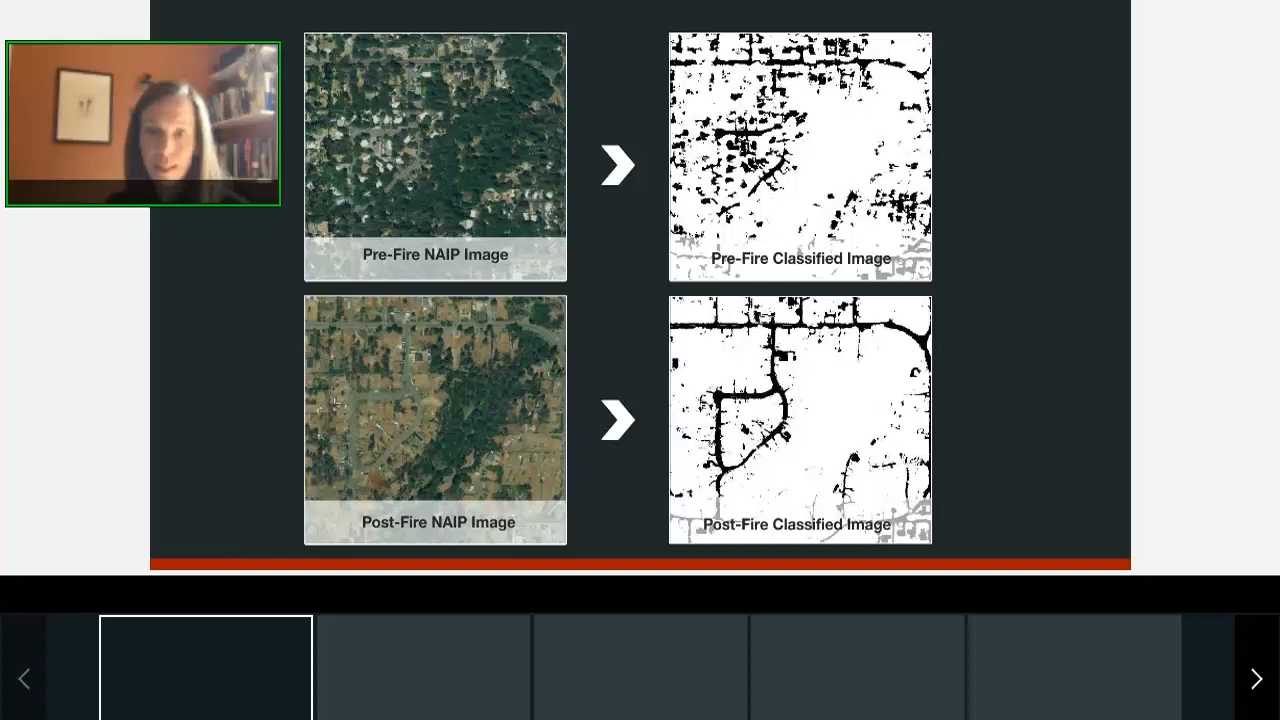 Pre-Fire NAIP Image
Pre-Fire Classified Image
Post-Fire NAIP Image
Post-Fire Classified Image